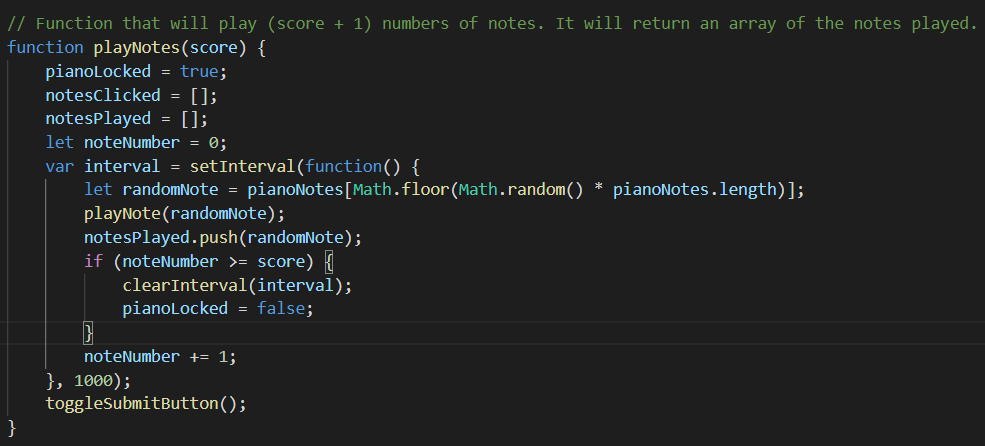 // Function that will play (score + 1) numbers of notes. It will return an array of the notes played.
function playNotes(score) {
    pianoLocked = true;
    notesClicked = [];
    notesPlayed = [];
    let noteNumber = 0;
    var interval = setInterval(function() {
        let randomNote = pianoNotes[Math.floor(Math.random() * pianoNotes.length)];
        playNote(randomNote);
        notesPlayed.push(randomNote);
        if (noteNumber >= score) {
            clearInterval(interval);
            pianoLocked = false;
        }
        noteNumber += 1;
    }, 1000);
    toggleSubmitButton();
}